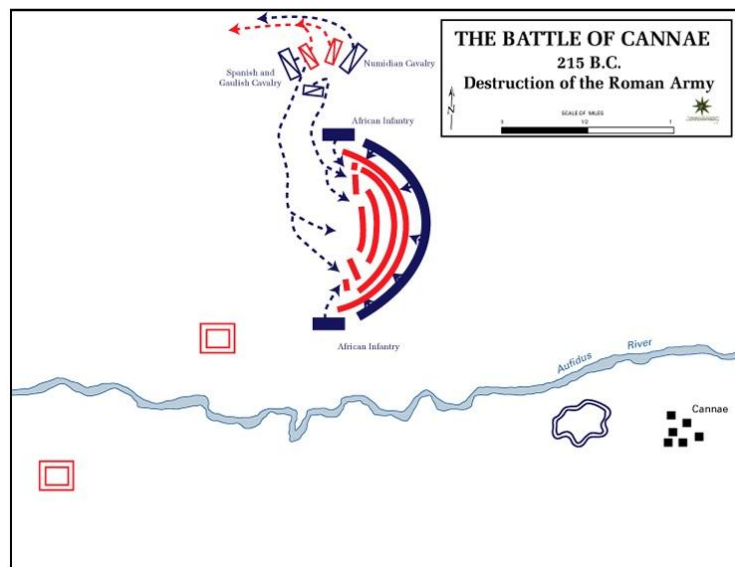 THE BATTLE OF CANNAE
215 B.C.
Destruction of the Roman Army
N
SCALE OF MILES
1 1/2 1
Spanish and
Gaulish Cavalry
Numidian Cavalry
African Infantry
African Infantry
Aufidus River
Cannae